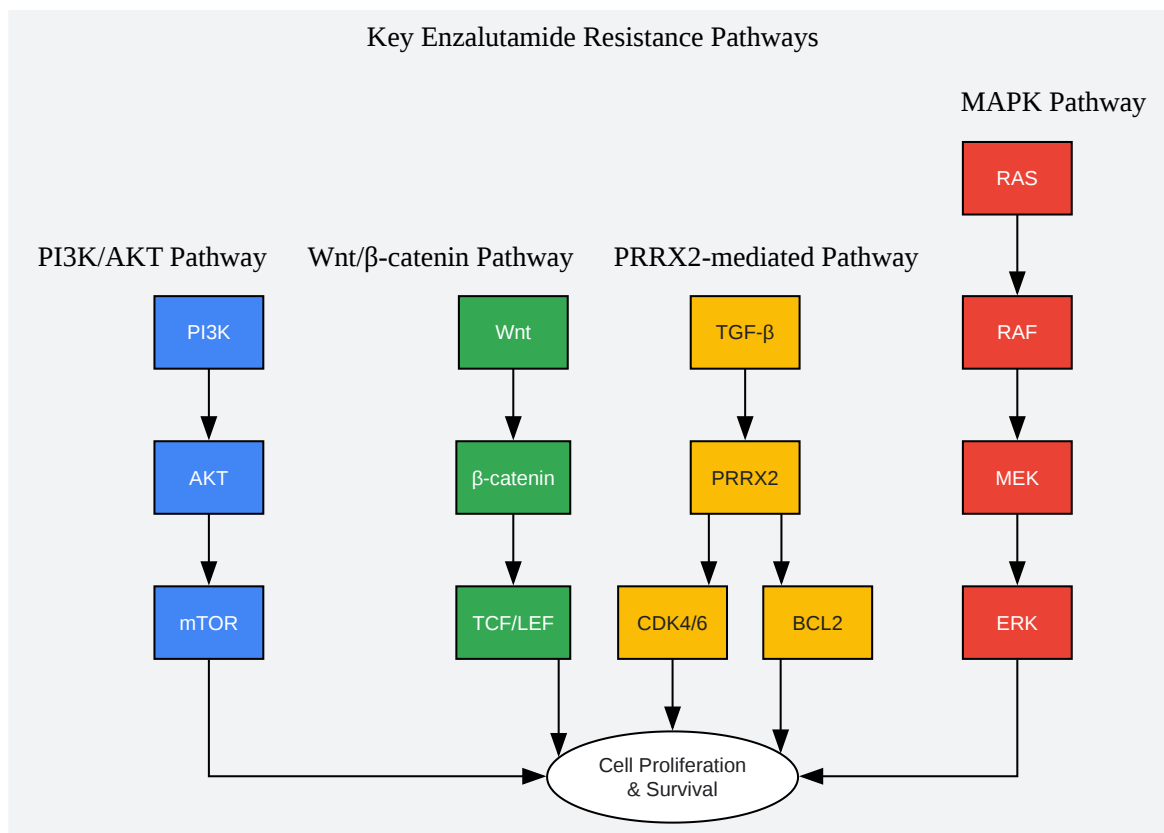 Key Enzalutamide Resistance Pathways
MAPK Pathway
RAS
PI3K/AKT Pathway
Wnt/β-catenin Pathway
PRRX2-mediated Pathway
PI3K
Wnt
TGF-β
RAF
AKT
β-catenin
PRRX2
MEK
mTOR
TCF/LEF
CDK4/6
BCL2
ERK
Cell Proliferation
& Survival